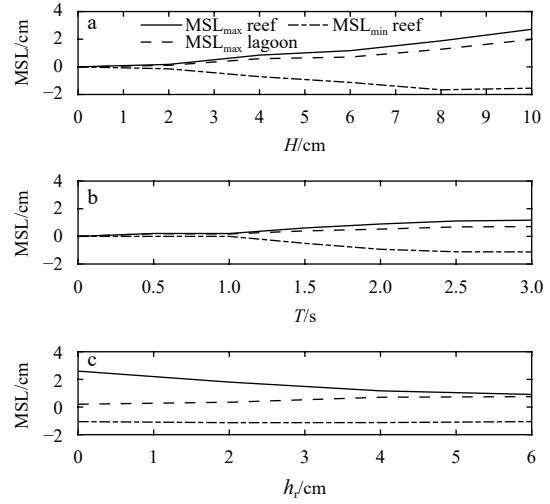 a
MSLmax reef
MSLmin reef
MSLmax lagoon
MSL/cm
4
2
0
−2
0 1 2 3 4 5 6 7 8 9 10
H/cm
b
MSL/cm
4
2
0
−2
0 0.5 1.0 1.5 2.0 2.5 3.0
T/s
c
MSL/cm
4
2
0
−2
0 1 2 3 4 5 6
hr/cm